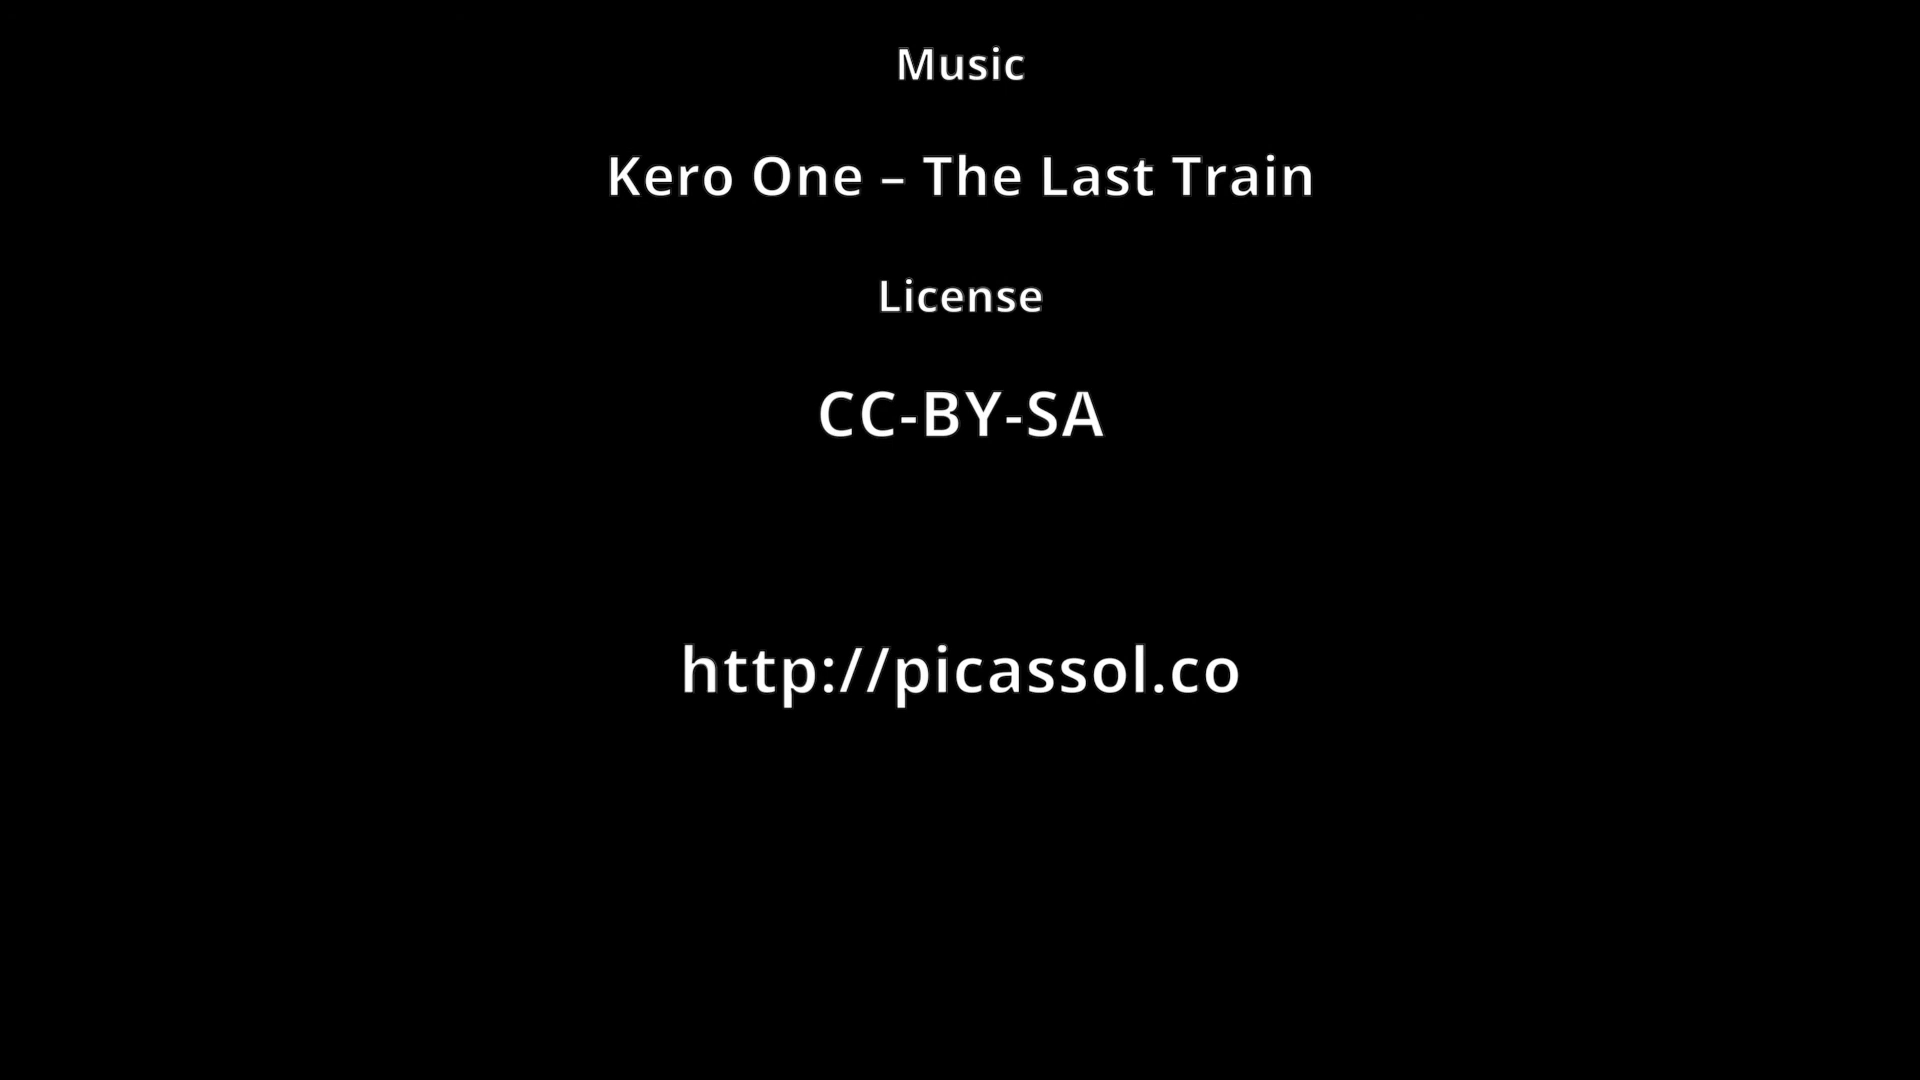 Music
Kero One – The Last Train
License
CC-BY-SA
http://picassol.co